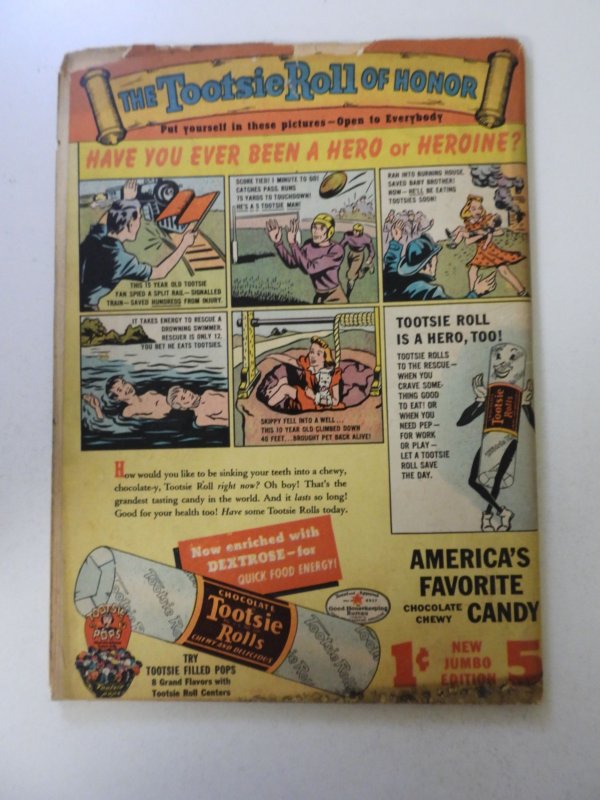 THE Tootsie Roll OF HONOR
Put yourself in these pictures—Open to Everybody
HAVE YOU EVER BEEN A HERO or HEROINE?
THIS 15 YEAR OLD TOOTSIE
FAN SPIED A SPLIT RAIL—SIGNALLED
TRAIN—SAVED HUNDREDS FROM INJURY.
SCORE TIED! 1 MINUTE TO GO!
CATCHES PASS, RUNS
75 YARDS TO TOUCHDOWN!
HE'S A TOOTSIE MAN!
RAN INTO BURNING HOUSE.
SAVED BABY BROTHER!
NOW—HE'LL BE EATING
TOOTSIES SOON!
IT TAKES ENERGY TO RESCUE A
DROWNING SWIMMER.
RESCUER IS ONLY 12.
YOU BET HE EATS TOOTSIES.
SKIPPY FELL INTO A WELL...
THIS 10 YEAR OLD CLIMBED DOWN
40 FEET...BROUGHT PET BACK ALIVE!
TOOTSIE ROLL
IS A HERO, TOO!
TOOTSIE ROLLS
TO THE RESCUE—
WHEN YOU
CRAVE SOME-
THING GOOD
TO EAT! OR
WHEN YOU
NEED PEP—
FOR WORK
OR PLAY—
LET A TOOTSIE
ROLL SAVE
THE DAY.
Tootsie
Rolls
How would you like to be sinking your teeth into a chewy,
chocolate-y, Tootsie Roll right now? Oh boy! That's the
grandest tasting candy in the world. And it lasts so long!
Good for your health too! Have some Tootsie Rolls today.
Now enriched with
DEXTROSE—for
QUICK FOOD ENERGY!
CHOCOLATE
Tootsie
Rolls
CHEWY AND DELICIOUS
Good Housekeeping
Bureau
TOOTSIE
POPS
TRY
TOOTSIE FILLED POPS
8 Grand Flavors with
Tootsie Roll Centers
AMERICA'S
FAVORITE
CHOCOLATE
CHEWY
CANDY
1¢
NEW
JUMBO
EDITION
5